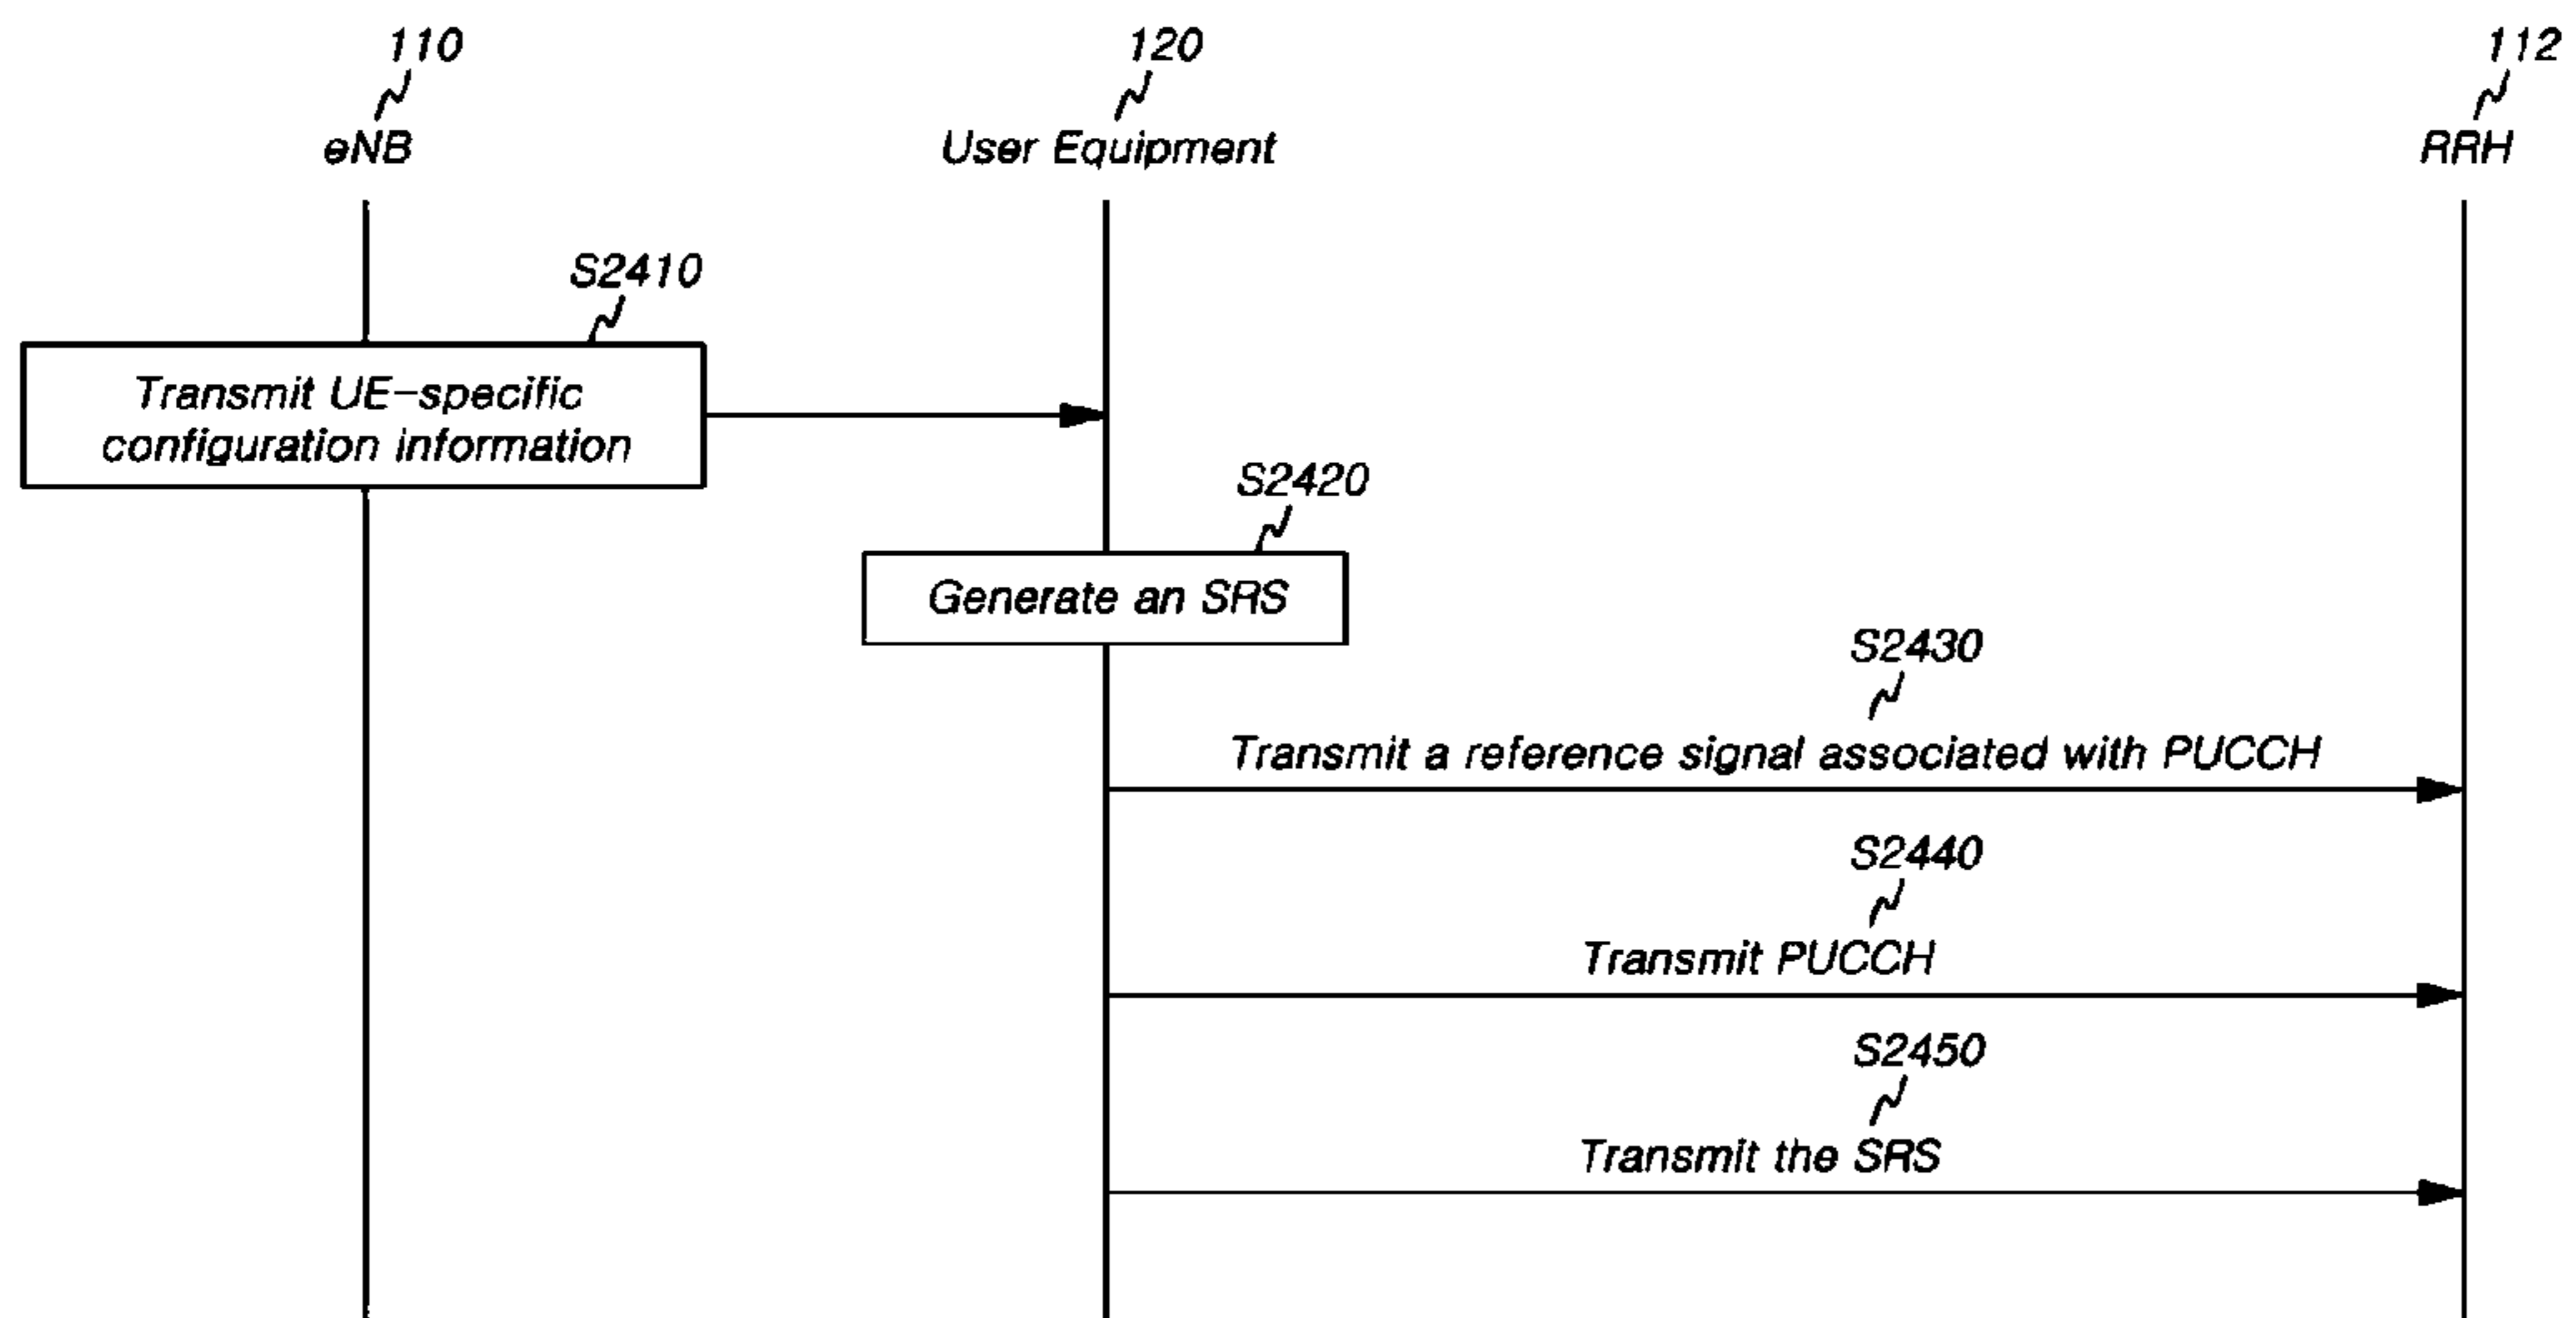 110
120
112
eNB
User Equipment
RRH
S2410
Transmit UE-specific
configuration information
S2420
Generate an SRS
S2430
Transmit a reference signal associated with PUCCH
S2440
Transmit PUCCH
S2450
Transmit the SRS